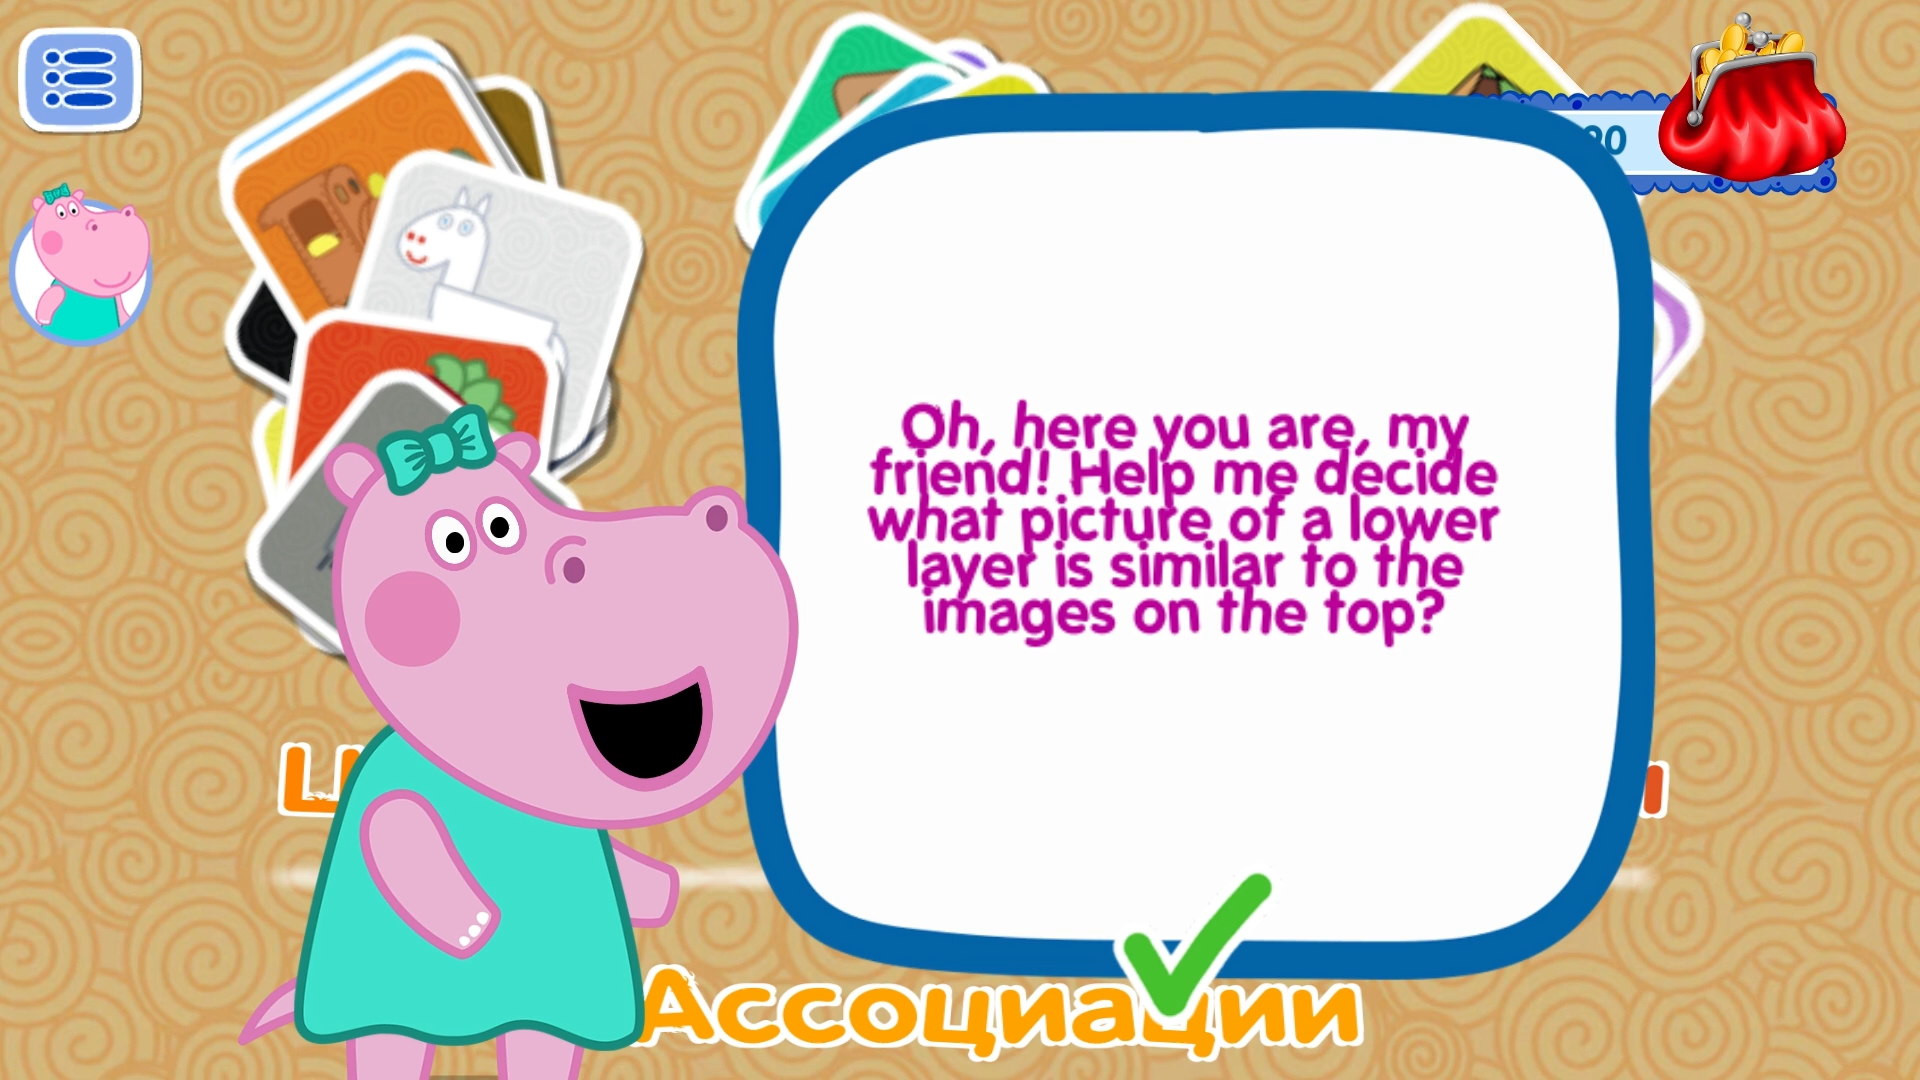 Oh, here you are, my
friend! Help me decide
what picture of a lower
layer is similar to the
images on the top?
Ассоциации